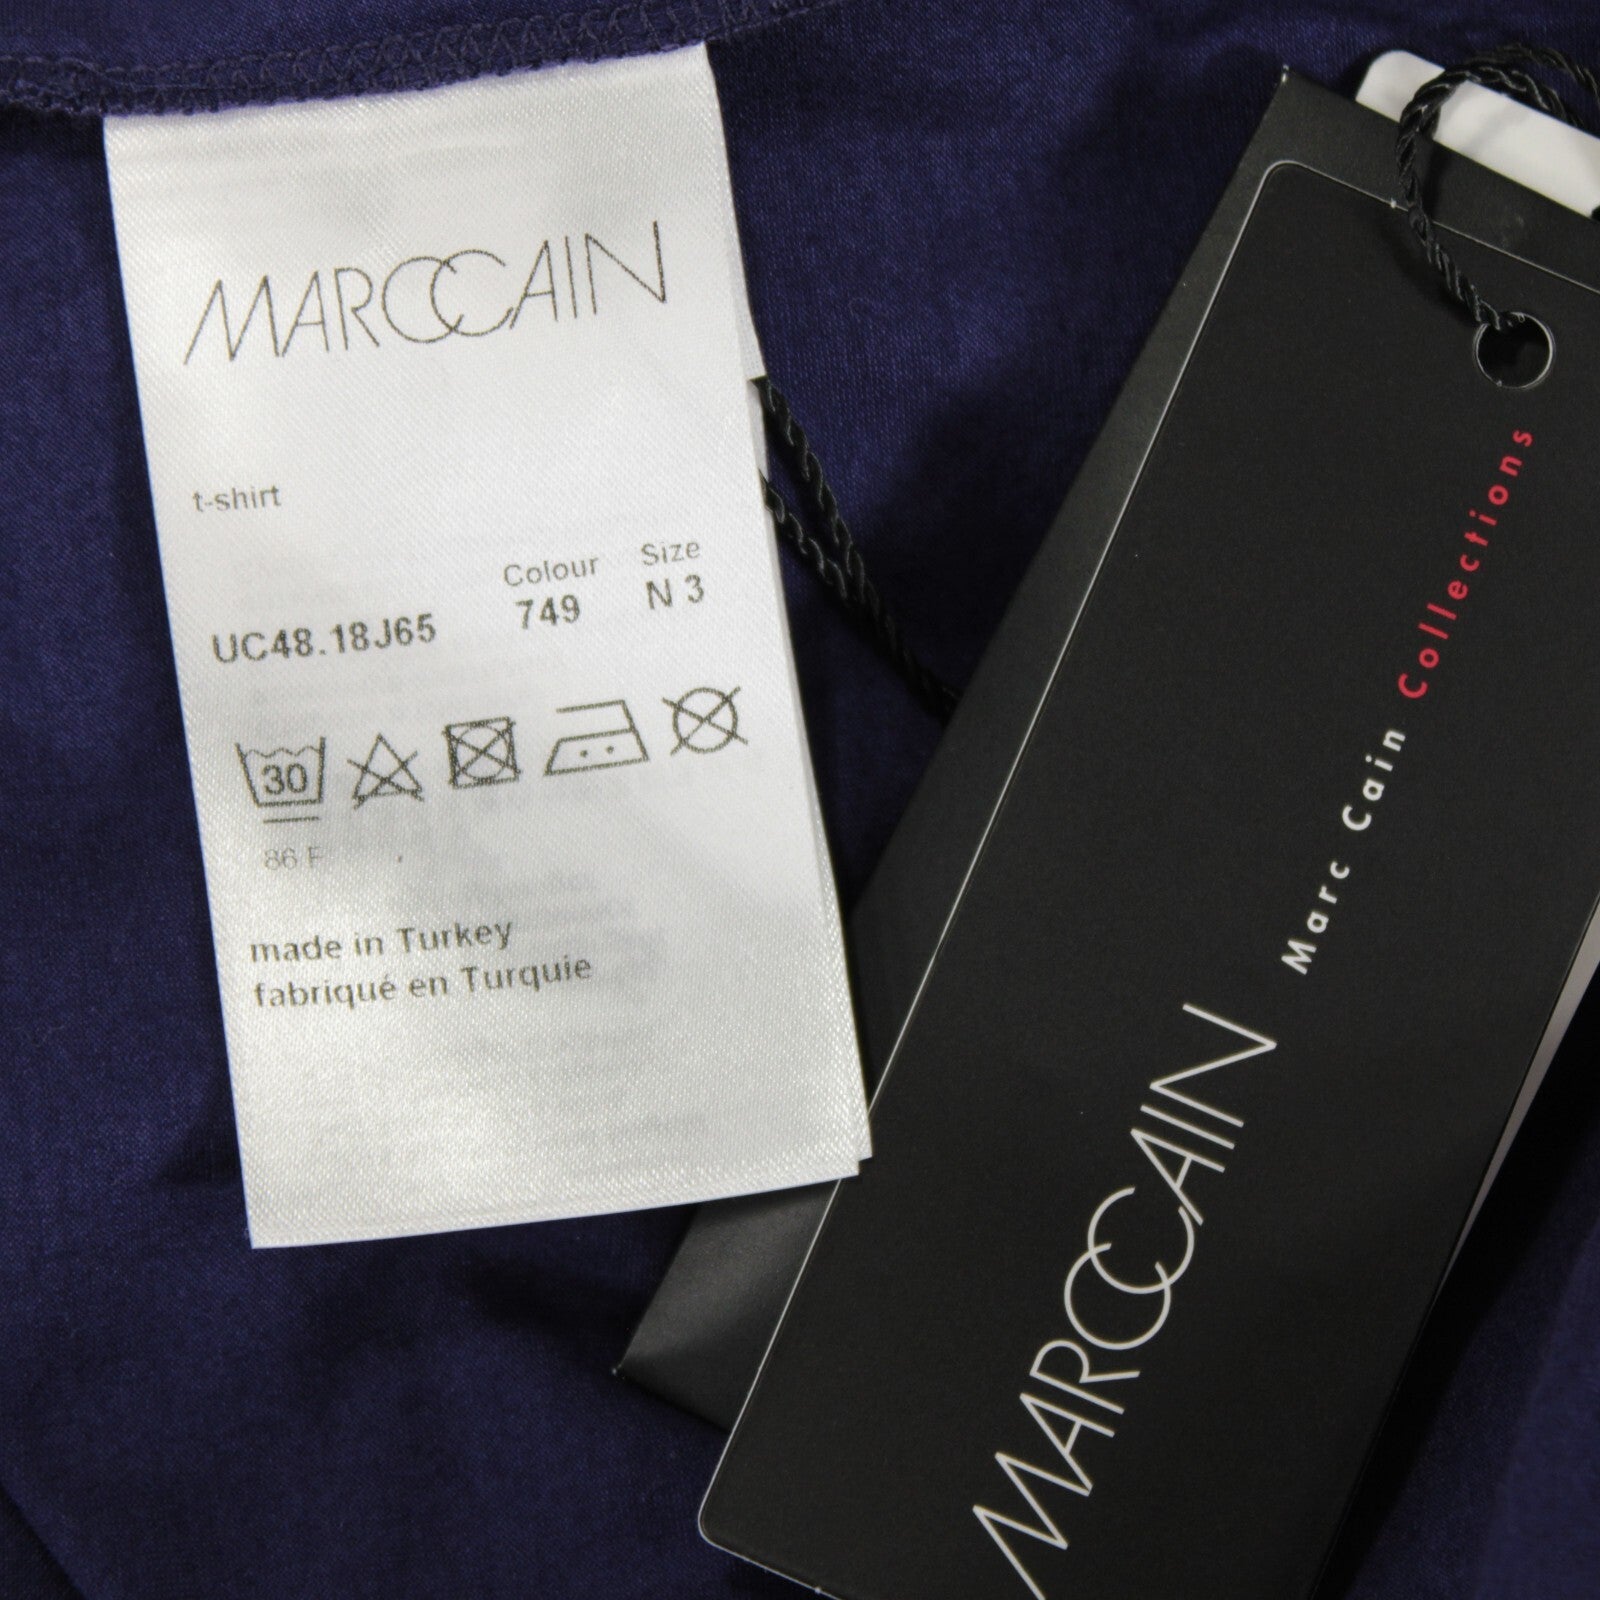 MARCCAIN
t-shirt
Colour Size
UC48.18J65 749 N 3
30
86 F
made in Turkey
fabriqué en Turquie
Marc Cain Collections
MARCCAIN